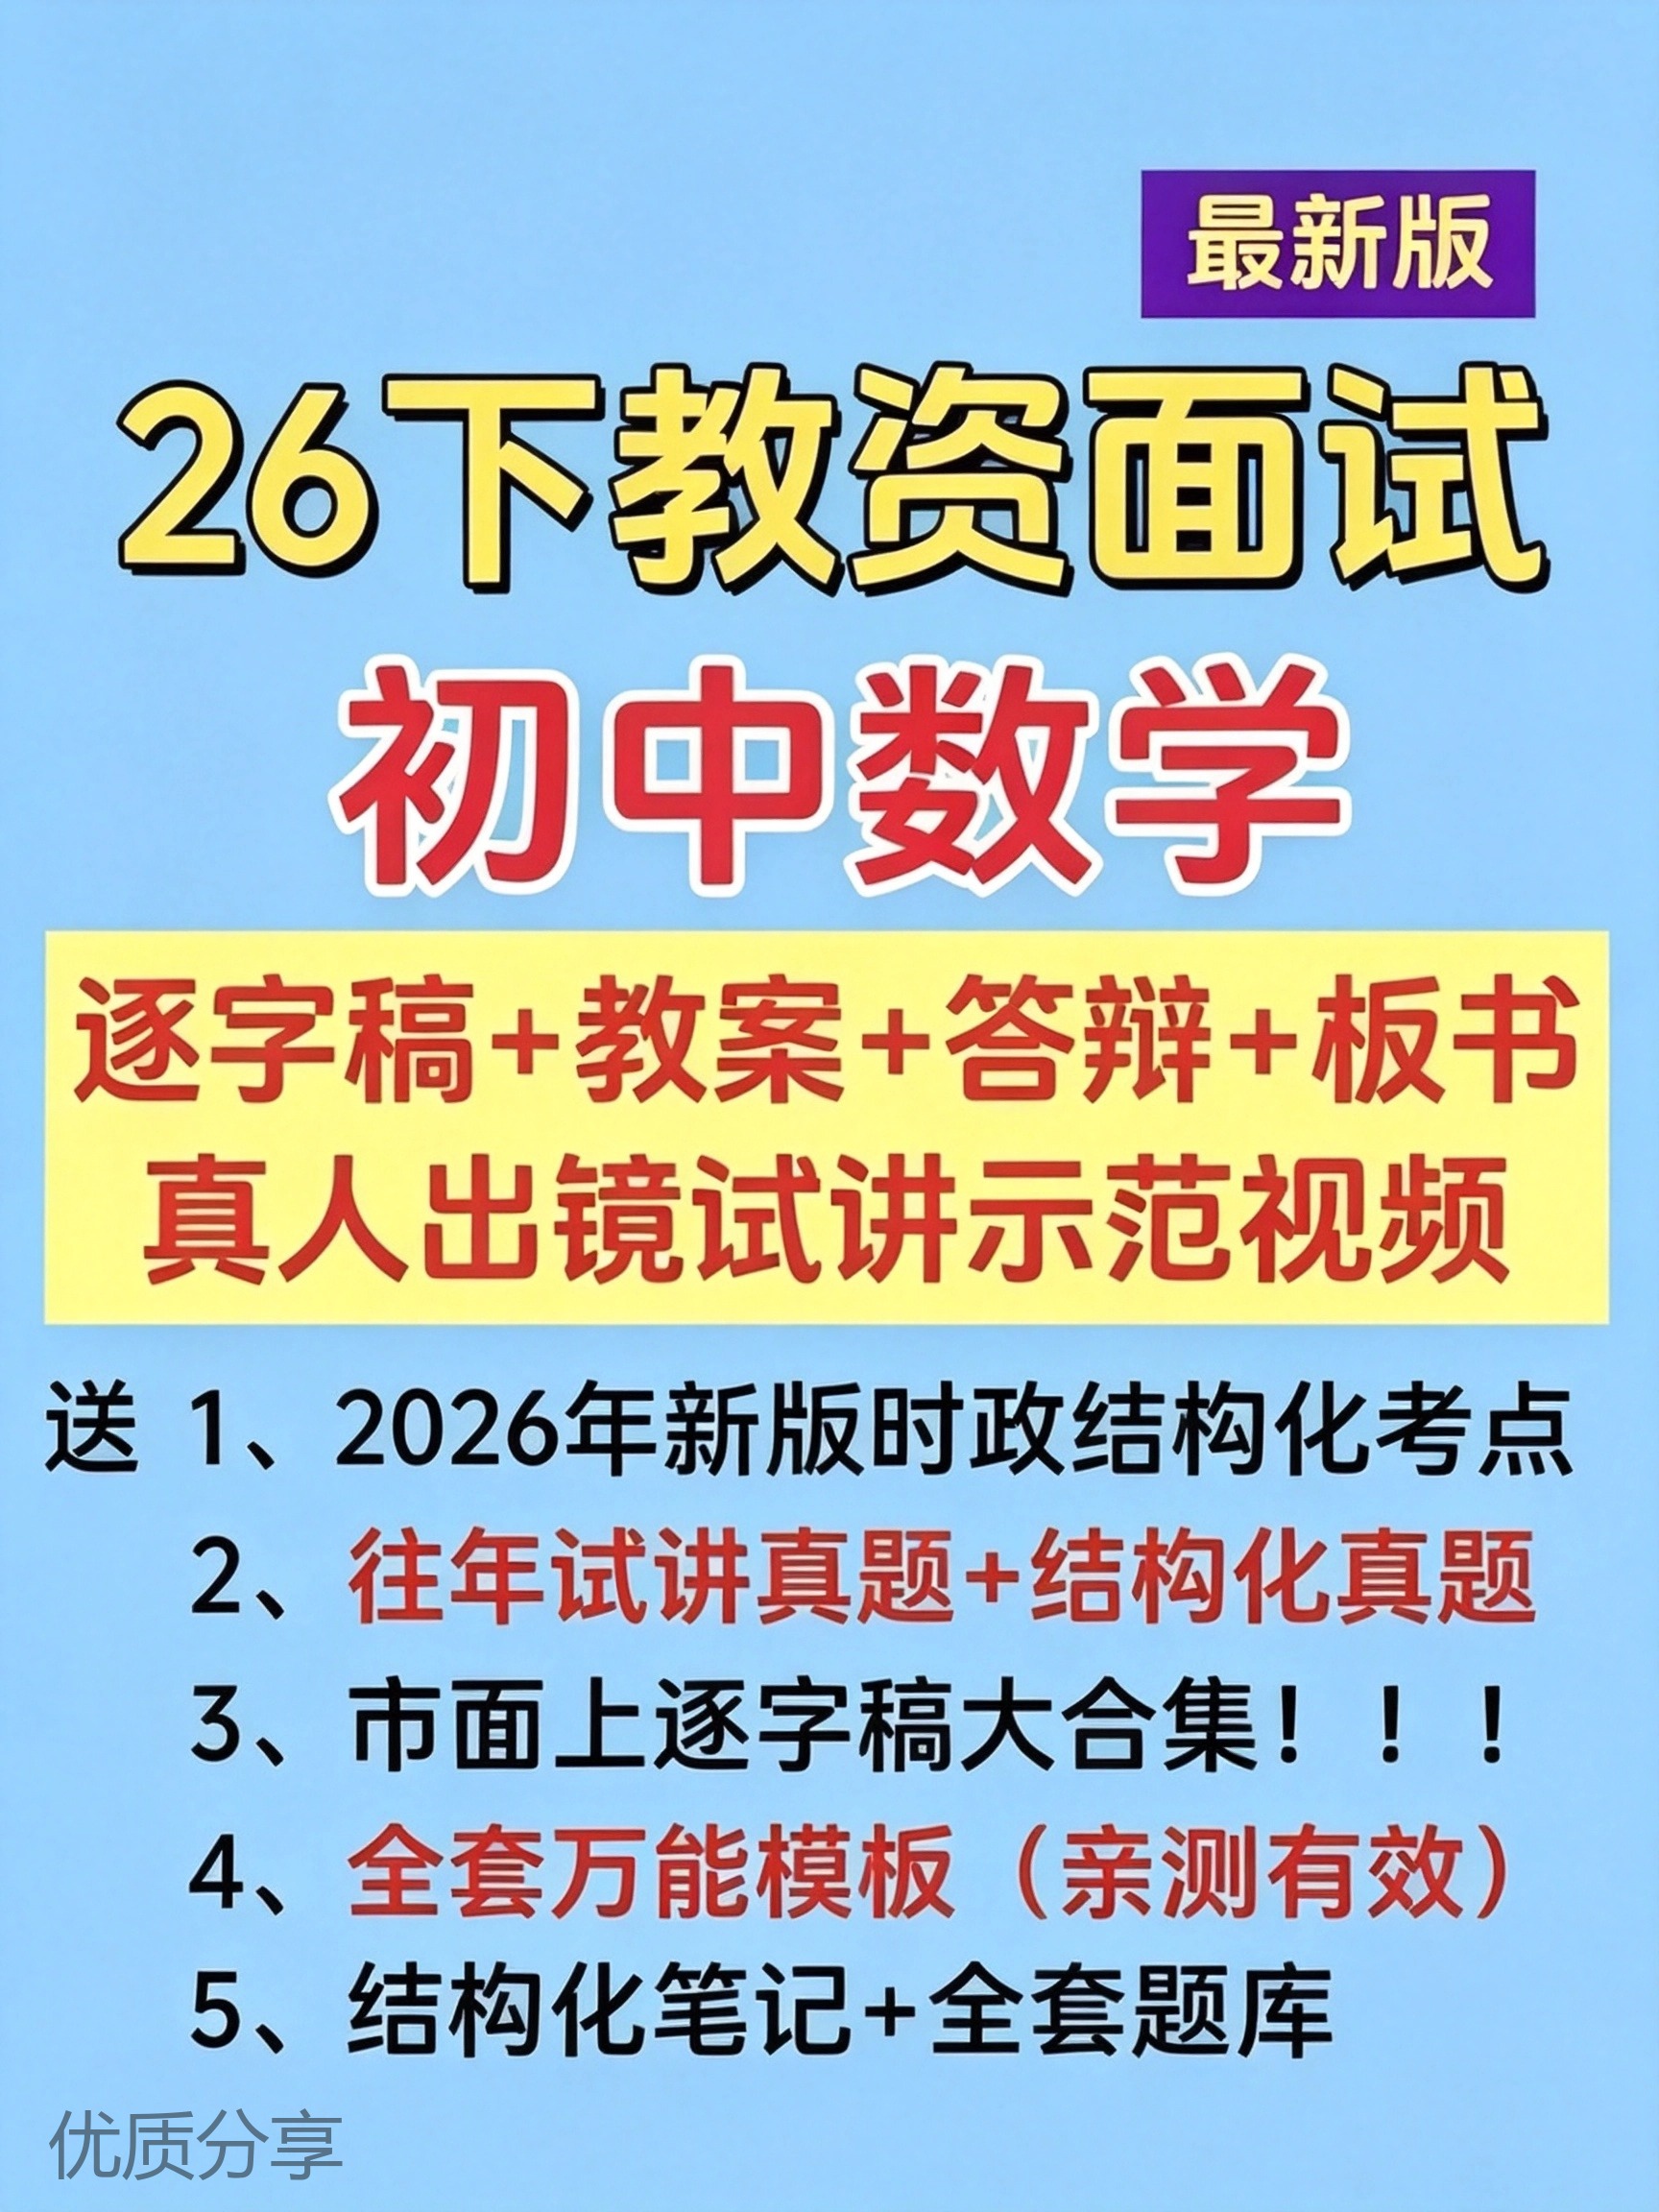 最新版
26下教资面试
初中数学
逐字稿+教案+答辩+板书
真人出镜试讲示范视频
送 1、2026年新版时政结构化考点
2、往年试讲真题+结构化真题
3、市面上逐字稿大合集！！！
4、全套万能模板（亲测有效）
5、结构化笔记+全套题库
优质分享